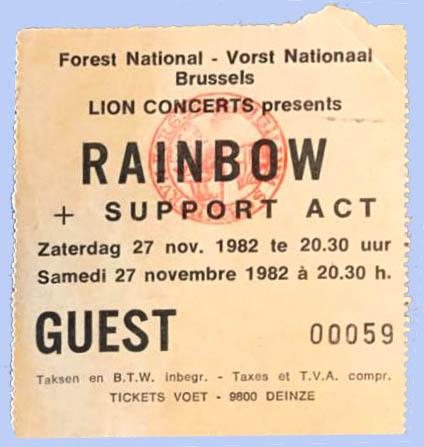 Forest National - Vorst Nationaal
Brussels
LION CONCERTS presents
RAINBOW
+ SUPPORT ACT
Zaterdag 27 nov. 1982 te 20.30 uur
Samedi 27 novembre 1982 à 20.30 h.
GUEST 00059
Taksen en B.T.W. inbegr. - Taxes et T.V.A. compr.
TICKETS VOET - 9800 DEINZE